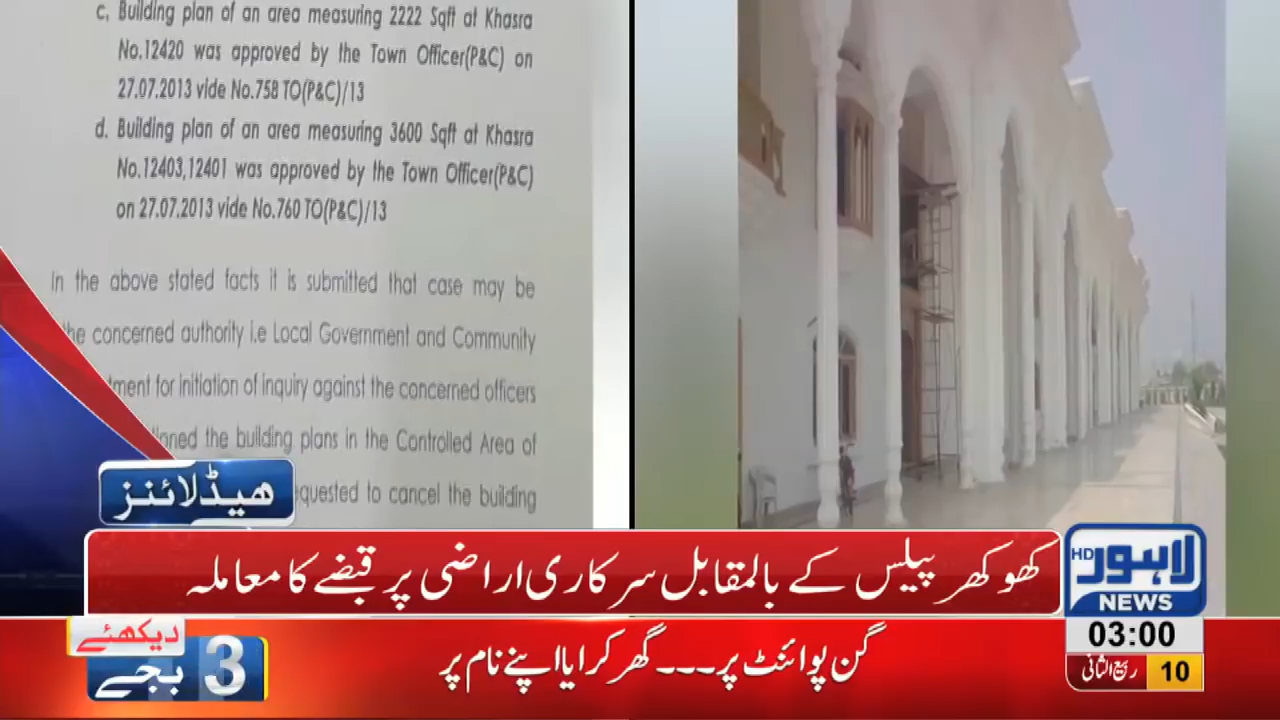 c, Building plan of an area measuring 2222 Sqft at Khasra
No.12420 was approved by the Town Officer(P&C) on
27.07.2013 vide No.758 TO(P&C)/13
d. Building plan of an area measuring 3600 Sqft at Khasra
No.12403,12401 was approved by the Town Officer(P&C)
on 27.07.2013 vide No.760 TO(P&C)/13
In the above stated facts it is submitted that case may be
the concerned authority i.e Local Government and Community
for initiation of inquiry against the concerned officers
the building plans in the Controlled Area of
to cancel the building
ھیڈلائنز
کھوکھر پیلس کے بالمقابل سرکاری اراضی پر قبضے کا معاملہ
HD لاہور
NEWS
03:00
10 ربیع الثانی
دیکھئے
3 بجے
گن پوائنٹ پر۔۔۔ گھر کرایا اپنے نام پر